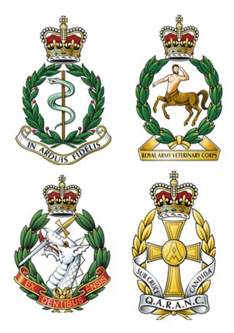 IN ARDUIS FIDELIS
ROYAL ARMY VETERINARY CORPS
EX DENTIBUS ENSIS
SUB CRUCE CANDIDA
Q.A.R.A.N.C.